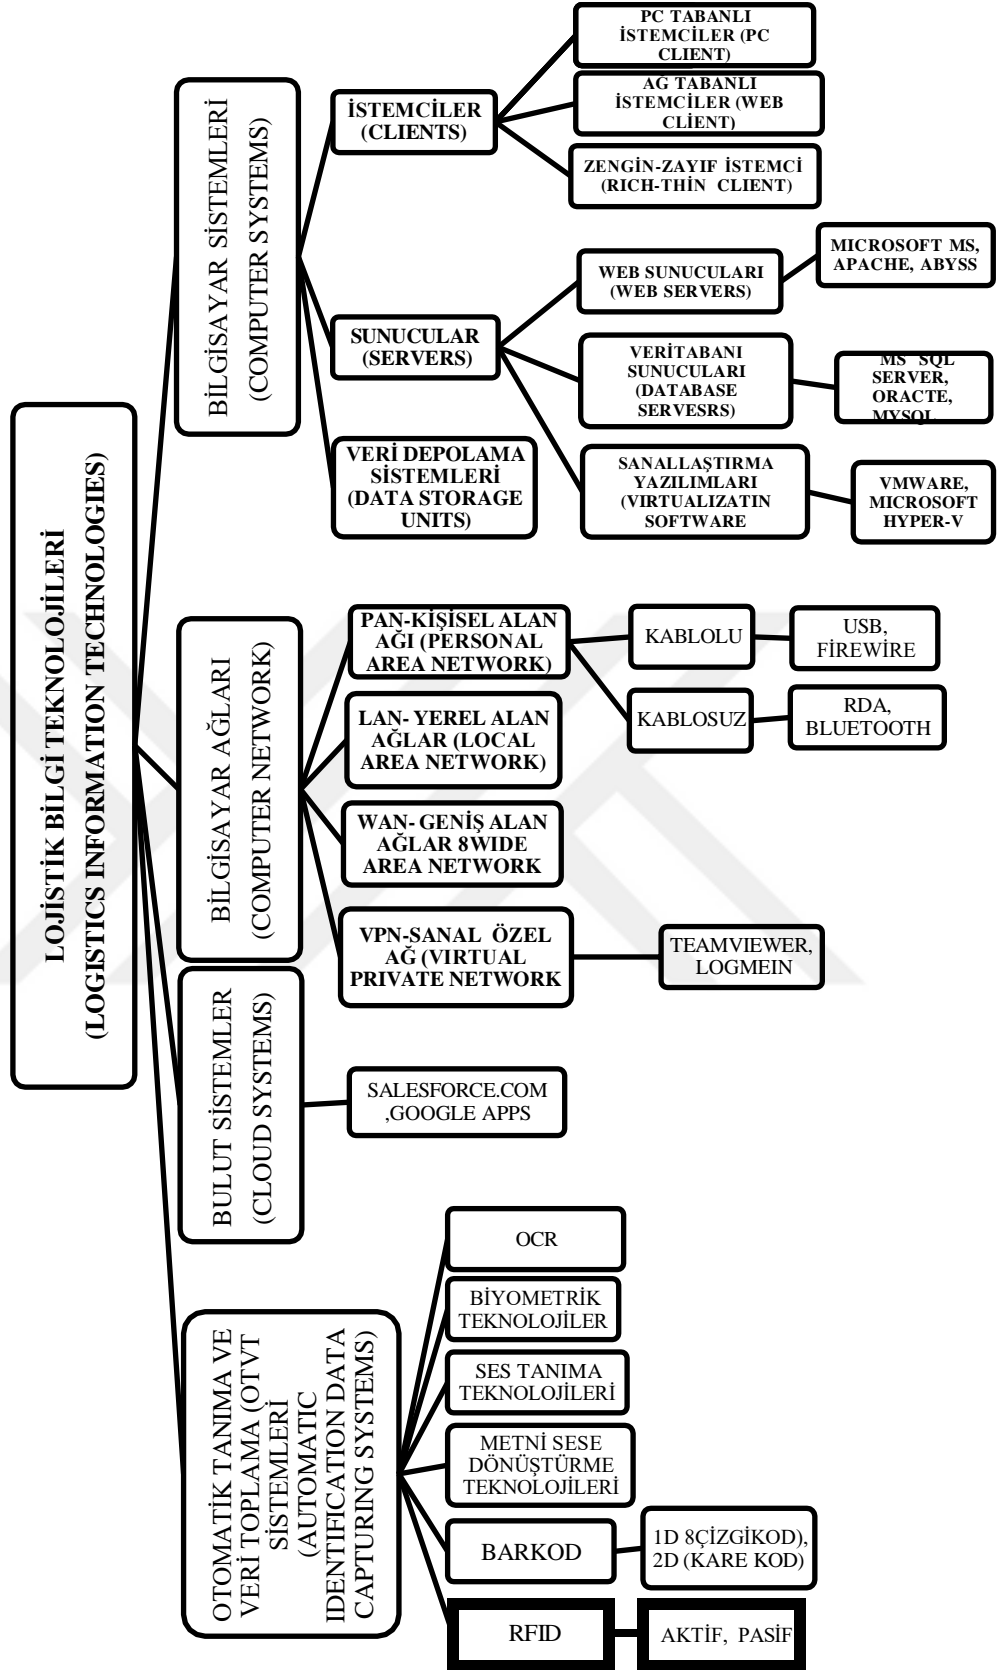 LOJİSTİK BİLGİ TEKNOLOJİLERİ
(LOGISTICS INFORMATION TECHNOLOGIES)
BİLGİSAYAR SİSTEMLERİ
(COMPUTER SYSTEMS)
İSTEMCİLER
(CLIENTS)
PC TABANLI
İSTEMCİLER (PC
CLIENT)
AĞ TABANLI
İSTEMCİLER (WEB
CLİENT)
ZENGİN-ZAYIF İSTEMCİ
(RICH-THIN CLIENT)
SUNUCULAR
(SERVERS)
WEB SUNUCULARI
(WEB SERVERS)
MICROSOFT MS,
APACHE, ABYSS
VERİTABANI
SUNUCULARI
(DATABASE
SERVESRS)
MS SQL
SERVER,
ORACTE,
MYSQL
SANALLAŞTIRMA
YAZILIMLARI
(VIRTUALIZATIN
SOFTWARE
VMWARE,
MICROSOFT
HYPER-V
VERİ DEPOLAMA
SİSTEMLERİ
(DATA STORAGE
UNITS)
BİLGİSAYAR AĞLARI
(COMPUTER NETWORK)
PAN-KİŞİSEL ALAN
AĞI (PERSONAL
AREA NETWORK)
KABLOLU
USB,
FİREWİRE
KABLOSUZ
RDA,
BLUETOOTH
LAN- YEREL ALAN
AĞLAR (LOCAL
AREA NETWORK)
WAN- GENİŞ ALAN
AĞLAR 8WIDE
AREA NETWORK
VPN-SANAL ÖZEL
AĞ (VIRTUAL
PRIVATE NETWORK
TEAMVIEWER,
LOGMEIN
BULUT SİSTEMLER
(CLOUD SYSTEMS)
SALESFORCE.COM
,GOOGLE APPS
OTOMATİK TANIMA VE
VERİ TOPLAMA (OTVT
SİSTEMLERİ
(AUTOMATIC
IDENTIFICATION DATA
CAPTURING SYSTEMS)
OCR
BİYOMETRİK
TEKNOLOJİLER
SES TANIMA
TEKNOLOJİLERİ
METNİ SESE
DÖNÜŞTÜRME
TEKNOLOJİLERİ
BARKOD
1D 8ÇİZGİKOD),
2D (KARE KOD)
RFID
AKTİF, PASİF